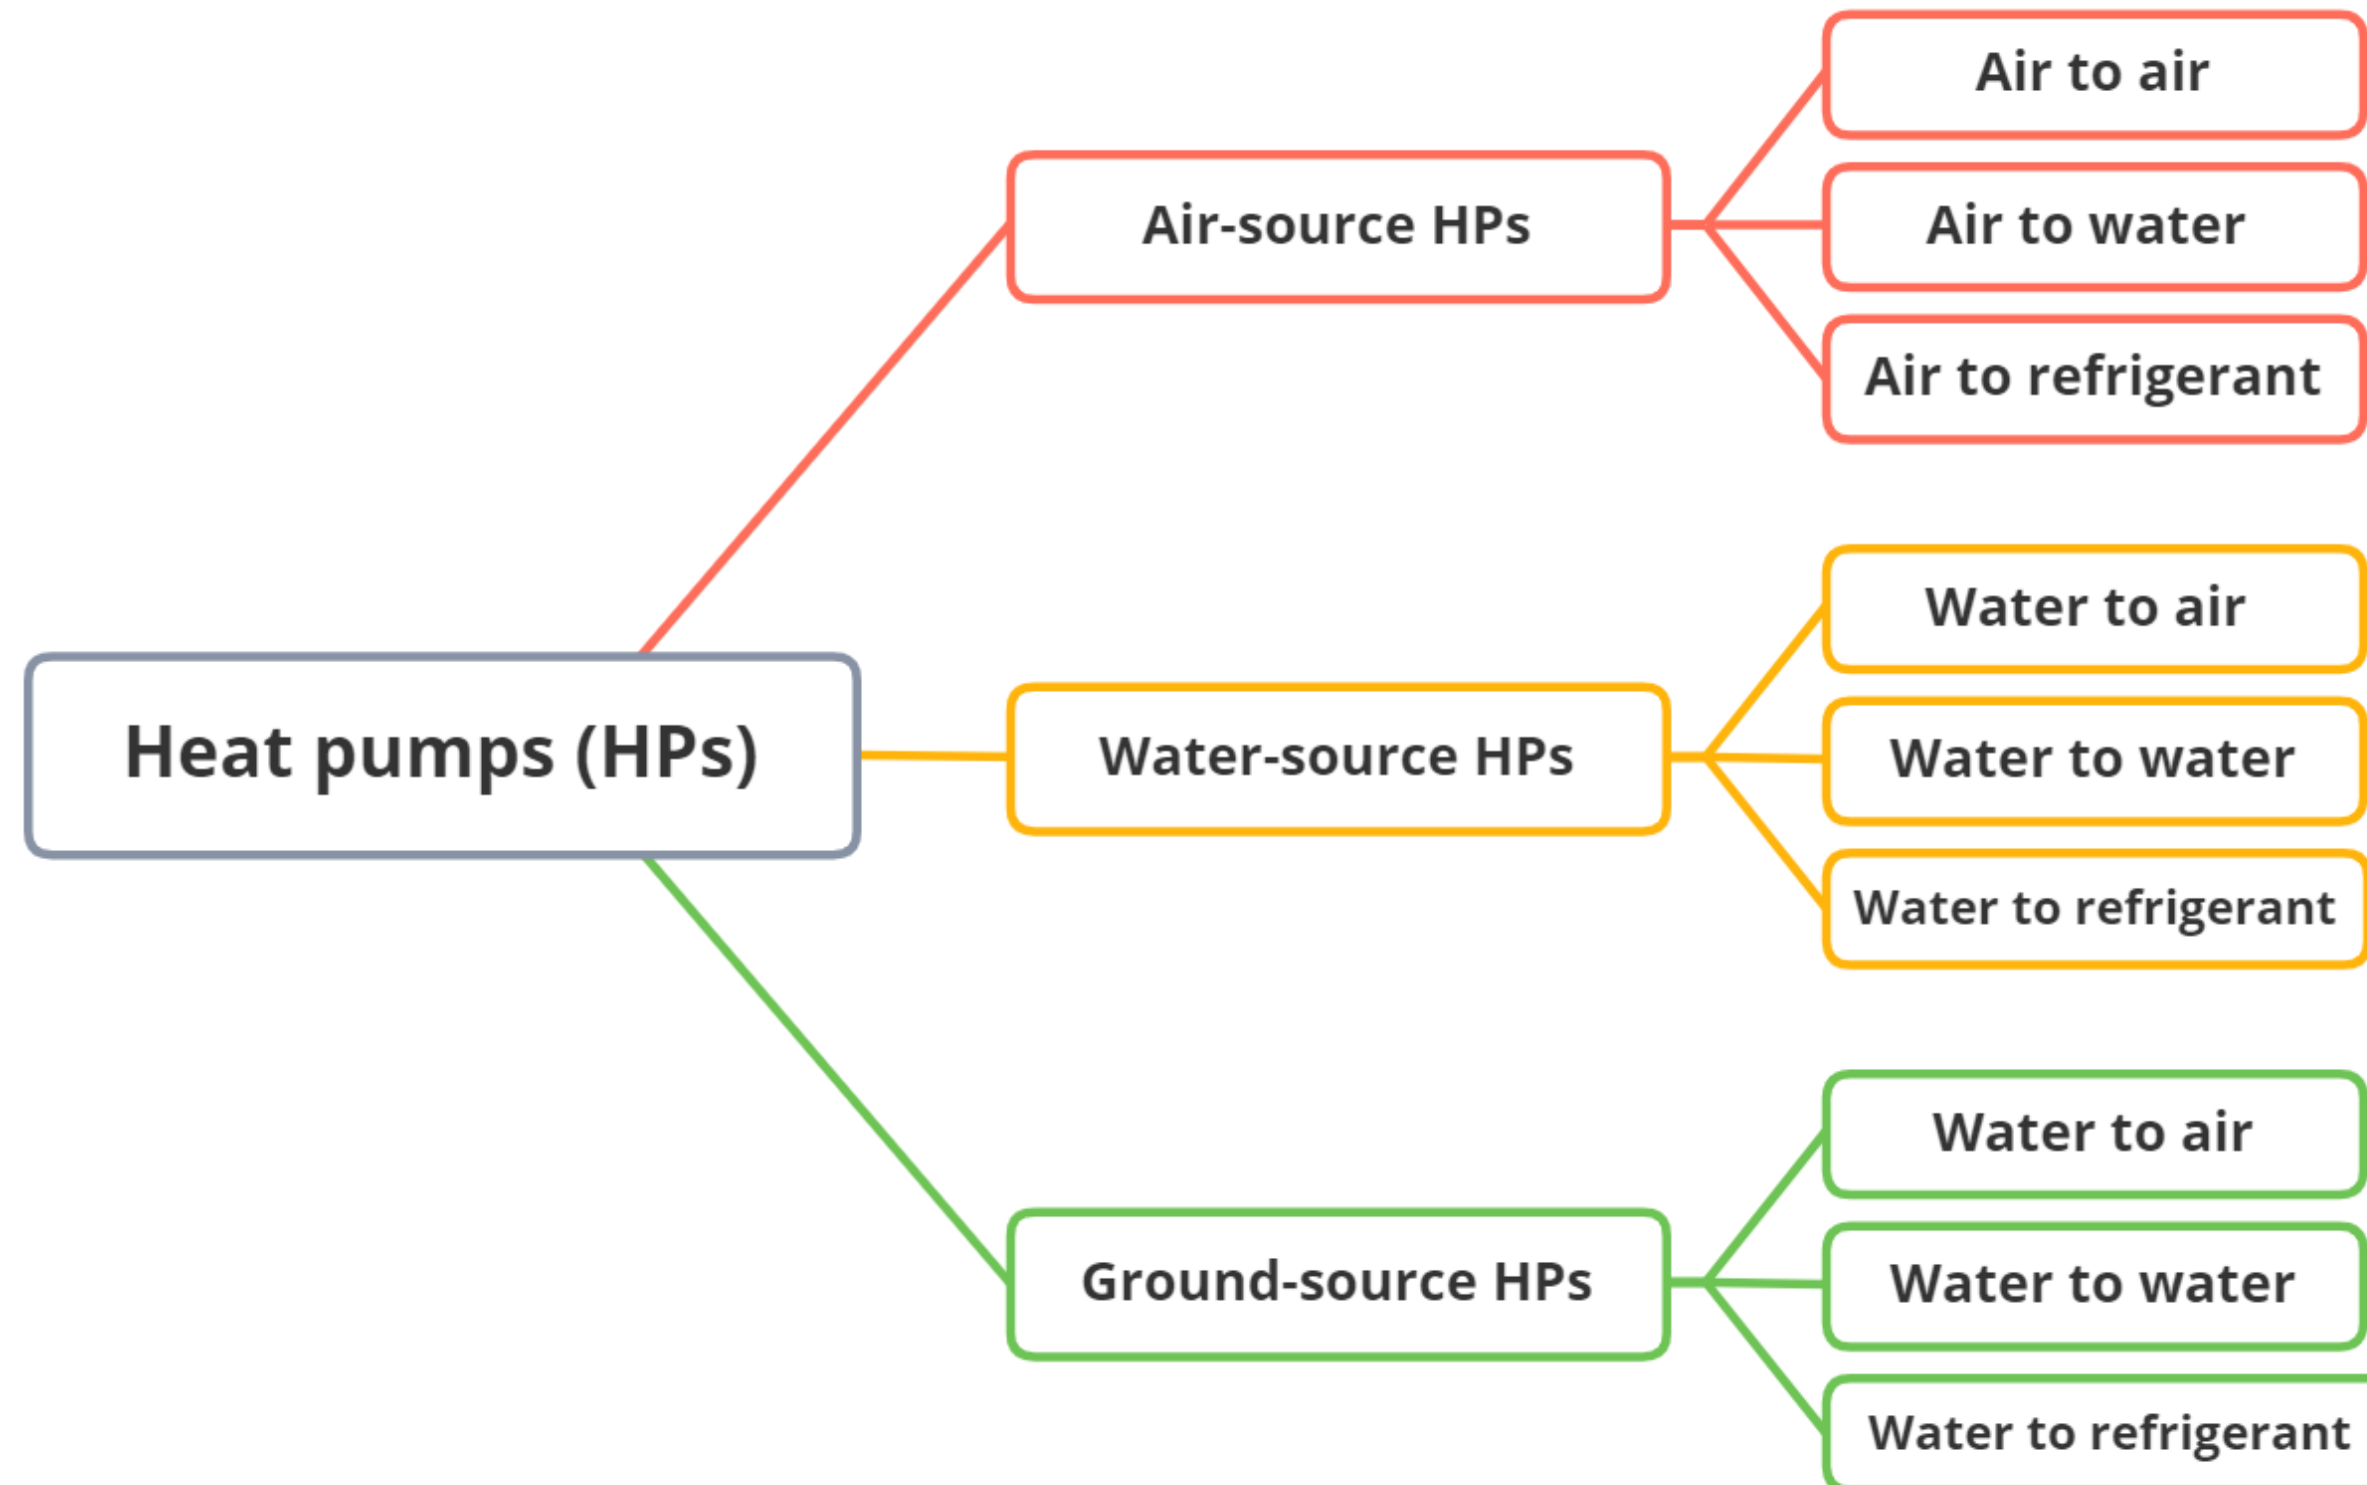 Heat pumps (HPs)
Air-source HPs
Air to air
Air to water
Air to refrigerant
Water-source HPs
Water to air
Water to water
Water to refrigerant
Ground-source HPs
Water to air
Water to water
Water to refrigerant